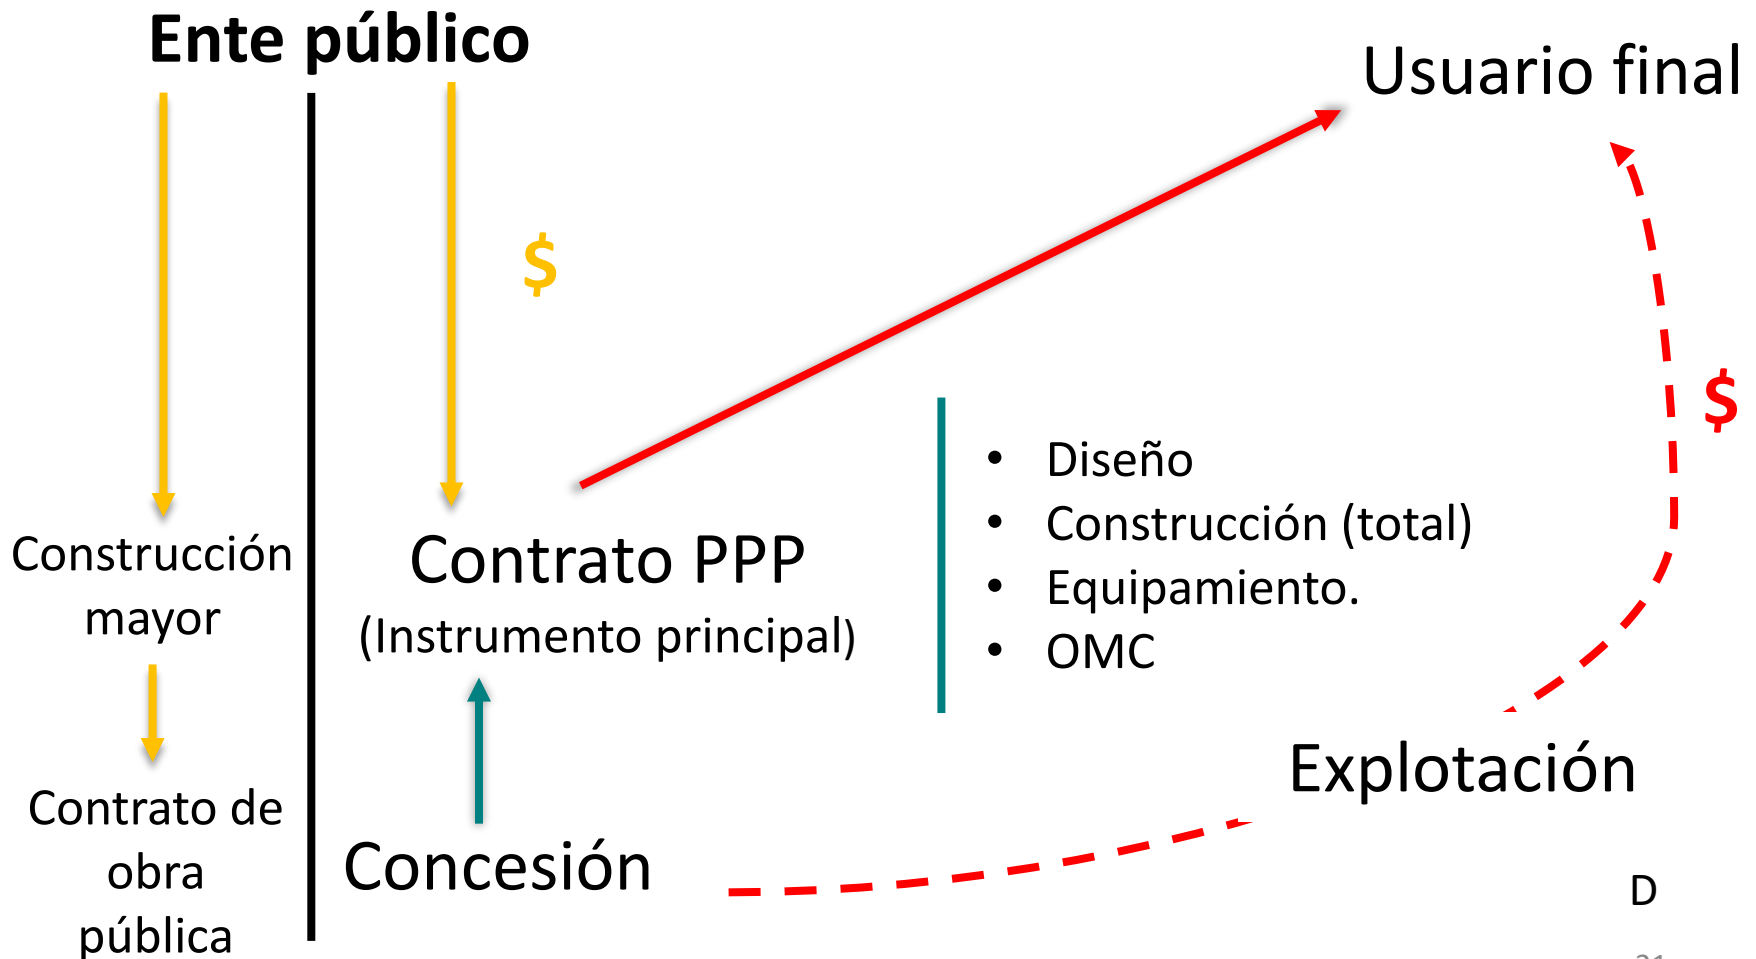 Ente público
Usuario final
$
$
Construcción
mayor
Contrato de
obra
pública
Contrato PPP
(Instrumento principal)
Concesión
• Diseño
• Construcción (total)
• Equipamiento.
• OMC
Explotación
D